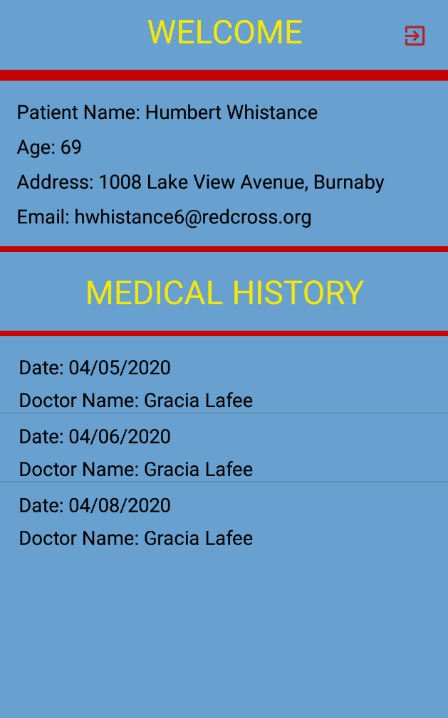 WELCOME
Patient Name: Humbert Whistance
Age: 69
Address: 1008 Lake View Avenue, Burnaby
Email: hwhistance6@redcross.org
MEDICAL HISTORY
Date: 04/05/2020
Doctor Name: Gracia Lafee
Date: 04/06/2020
Doctor Name: Gracia Lafee
Date: 04/08/2020
Doctor Name: Gracia Lafee